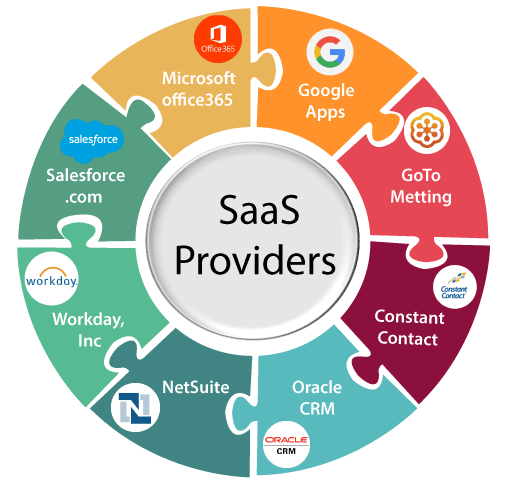 SaaS
Providers
Office 365
Microsoft
office365
Google
Apps
GoTo
Metting
Constant
Contact
Constant
Contact
Oracle
CRM
ORACLE
CRM
NetSuite
N
workday.
Workday,
Inc
salesforce
Salesforce
.com